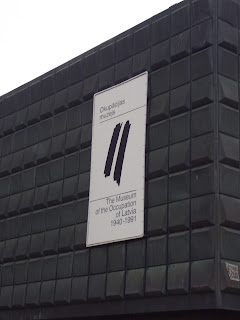 Okupācijas
muzejs
The Museum
of the Occupation
of Latvia
1940-1991